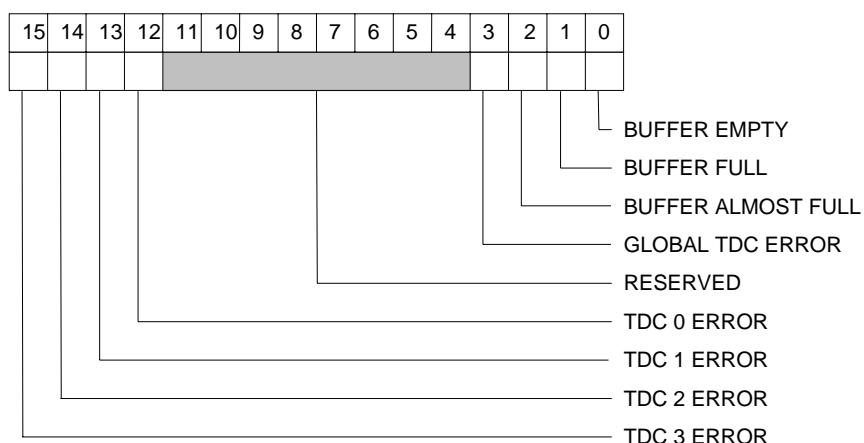 15 14 13 12 11 10 9 8 7 6 5 4 3 2 1 0
BUFFER EMPTY
BUFFER FULL
BUFFER ALMOST FULL
GLOBAL TDC ERROR
RESERVED
TDC 0 ERROR
TDC 1 ERROR
TDC 2 ERROR
TDC 3 ERROR